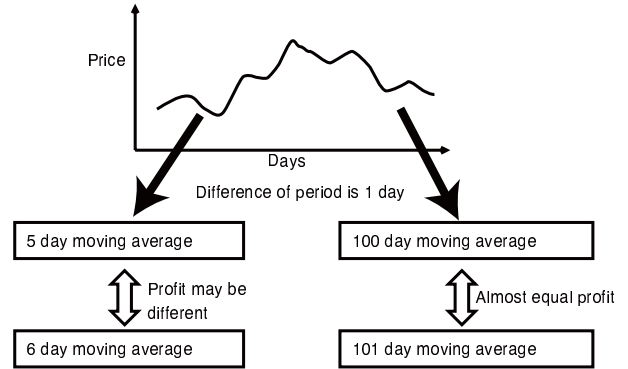 Price
Days
Difference of period is 1 day
5 day moving average
100 day moving average
Profit may be
different
Almost equal profit
6 day moving average
101 day moving average